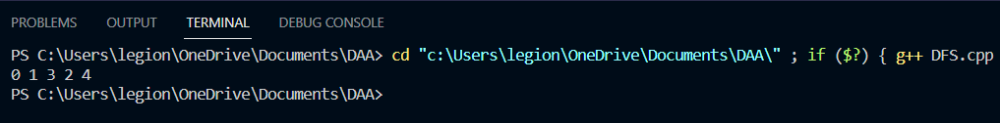 PROBLEMS OUTPUT TERMINAL DEBUG CONSOLE
PS C:\Users\legion\OneDrive\Documents\DAA> cd "c:\Users\legion\OneDrive\Documents\DAA\" ; if ($?) { g++ DFS.cpp
0 1 3 2 4
PS C:\Users\legion\OneDrive\Documents\DAA>